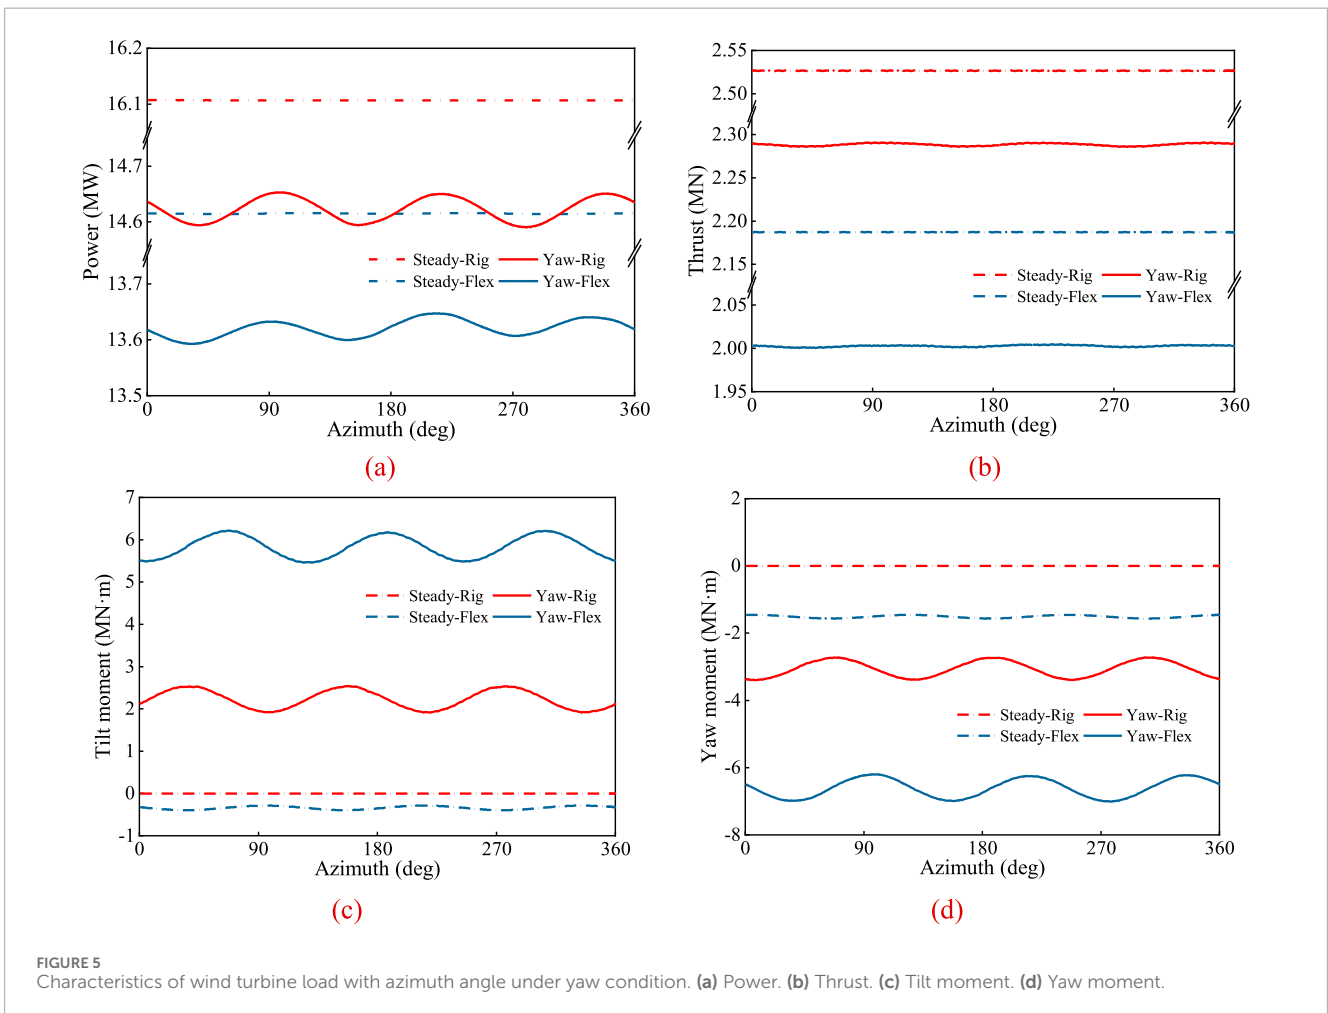 16.2
16.1
14.7
14.6
13.7
13.6
13.5
Power (MW)
Steady-Rig Yaw-Rig
Steady-Flex Yaw-Flex
0 90 180 270 360
Azimuth (deg)
(a)
2.55
2.50
2.30
2.25
2.20
2.15
2.05
2.00
1.95
Thrust (MN)
Steady-Rig Yaw-Rig
Steady-Flex Yaw-Flex
0 90 180 270 360
Azimuth (deg)
(b)
7
6
5
4
3
2
1
0
-1
Tilt moment (MN·m)
Steady-Rig Yaw-Rig
Steady-Flex Yaw-Flex
0 90 180 270 360
Azimuth (deg)
(c)
2
0
-2
-4
-6
-8
Yaw moment (MN·m)
Steady-Rig Yaw-Rig
Steady-Flex Yaw-Flex
0 90 180 270 360
Azimuth (deg)
(d)
FIGURE 5
Characteristics of wind turbine load with azimuth angle under yaw condition. (a) Power. (b) Thrust. (c) Tilt moment. (d) Yaw moment.